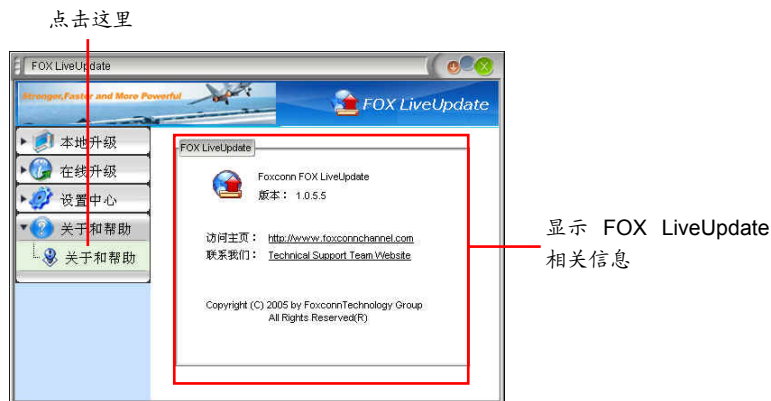 点击这里
FOX LiveUpdate
Stronger,Faster and More Powerful
FOX LiveUpdate
本地升级
在线升级
设置中心
关于和帮助
关于和帮助
FOX LiveUpdate
Foxconn FOX LiveUpdate
版本： 1.0.5.5
访问主页： http://www.foxconnchannel.com
联系我们： Technical Support Team Website
Copyright (C) 2005 by FoxconnTechnology Group
All Rights Reserved(R)
显示 FOX LiveUpdate
相关信息